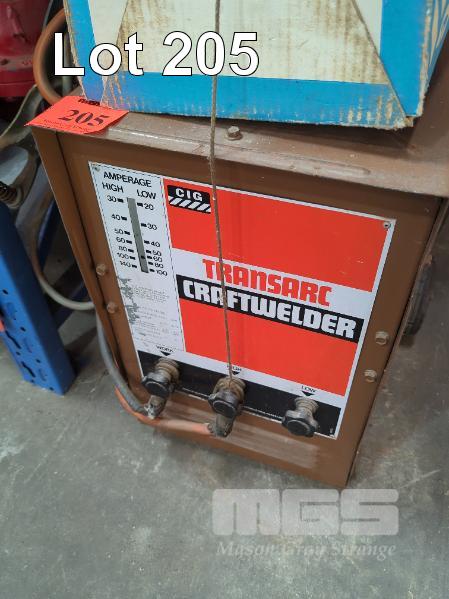 Lot 205
205
AMPERAGE
HIGH LOW
30 20
40 30
50 40
60 50
80 60
100 80
140 100
CIG
TRANSARC
CRAFTWELDER
WORK
HIGH
LOW
MGS
Mason Gray Strange